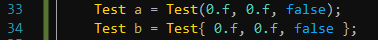 33 Test a = Test(0.f, 0.f, false);
34 Test b = Test{ 0.f, 0.f, false };